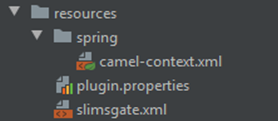 resources
spring
camel-context.xml
plugin.properties
slimsgate.xml